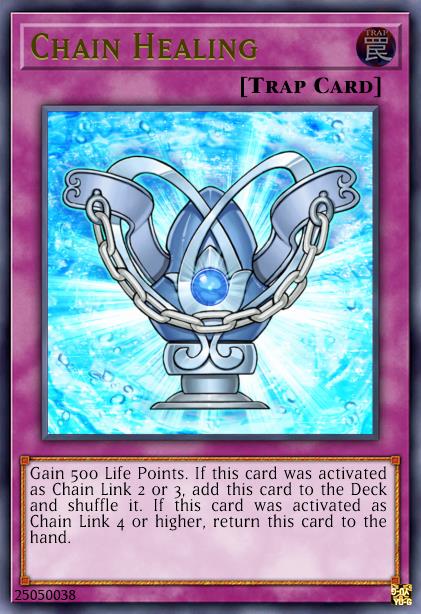 Chain Healing
TRAP
罠
[Trap Card]
Gain 500 Life Points. If this card was activated
as Chain Link 2 or 3, add this card to the Deck
and shuffle it. If this card was activated as
Chain Link 4 or higher, return this card to the
hand.
25050038